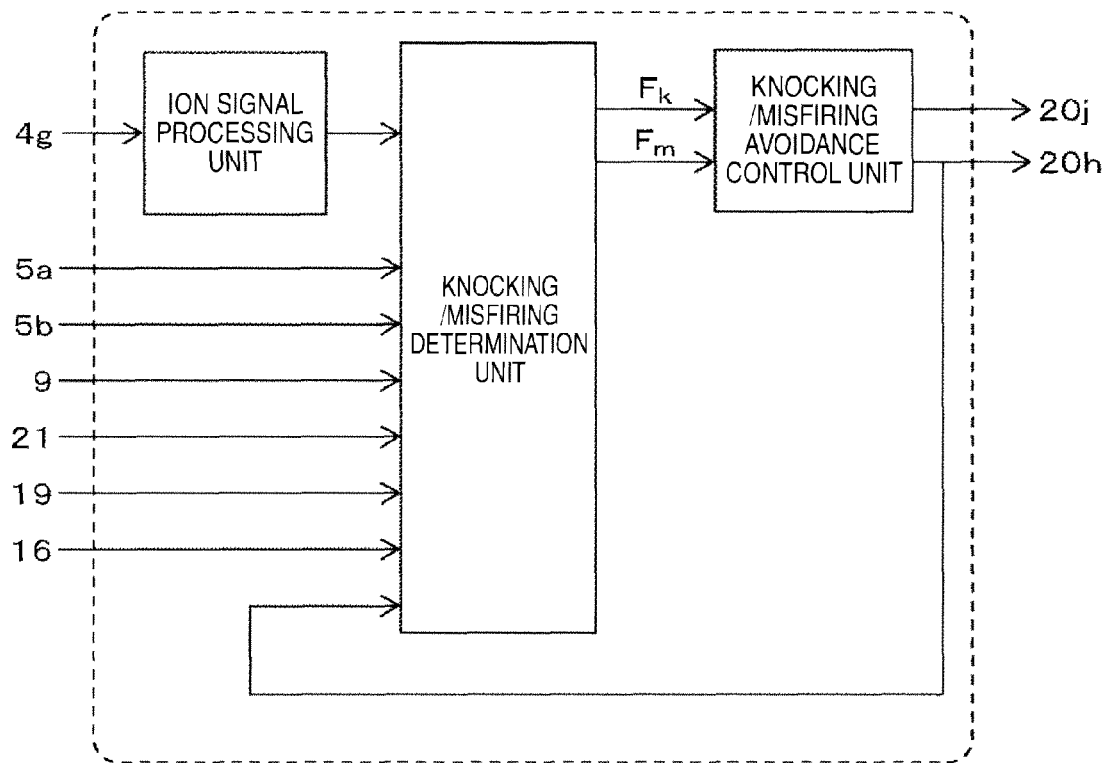 4g
ION SIGNAL
PROCESSING
UNIT
5a
5b
9
21
19
16
KNOCKING
/MISFIRING
DETERMINATION
UNIT
Fk
Fm
KNOCKING
/MISFIRING
AVOIDANCE
CONTROL UNIT
20j
20h